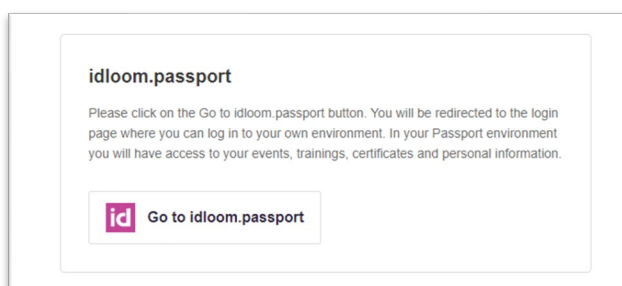 idloom.passport
Please click on the Go to idloom.passport button. You will be redirected to the login
page where you can log in to your own environment. In your Passport environment
you will have access to your events, trainings, certificates and personal information.
id Go to idloom.passport